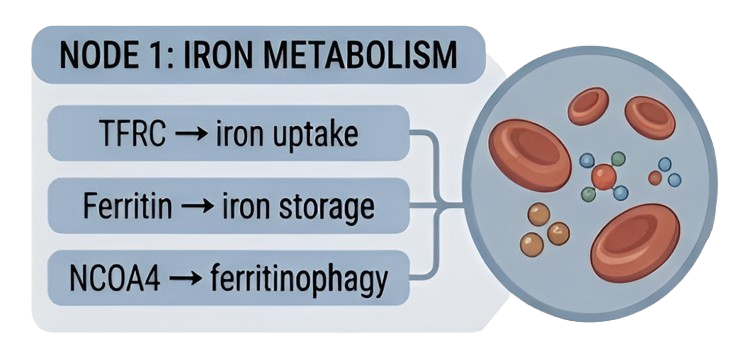 NODE 1: IRON METABOLISM
TFRC → iron uptake
Ferritin → iron storage
NCOA4 → ferritinophagy